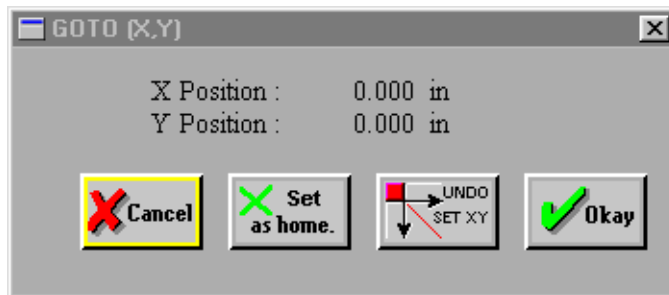 GOTO (X,Y)
X Position : 0.000 in
Y Position : 0.000 in
Cancel
Set
as home.
UNDO
SET XY
Okay